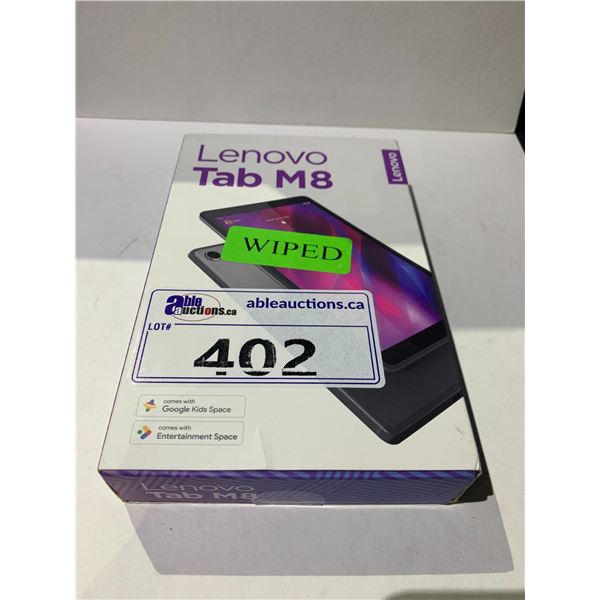 Lenovo
Tab M8
Lenovo
WIPED
able auctions.ca
ableauctions.ca
LOT#
402
comes with
Google Kids Space
comes with
Entertainment Space
Lenovo
Tab M8